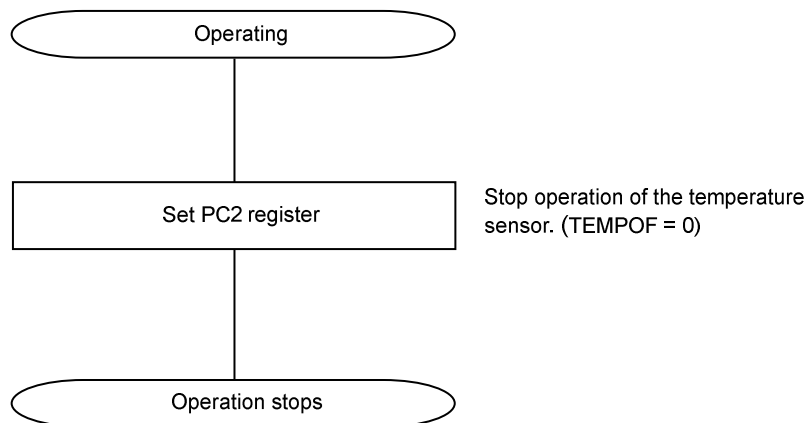 Operating
Set PC2 register
Stop operation of the temperature
sensor. (TEMPOF = 0)
Operation stops